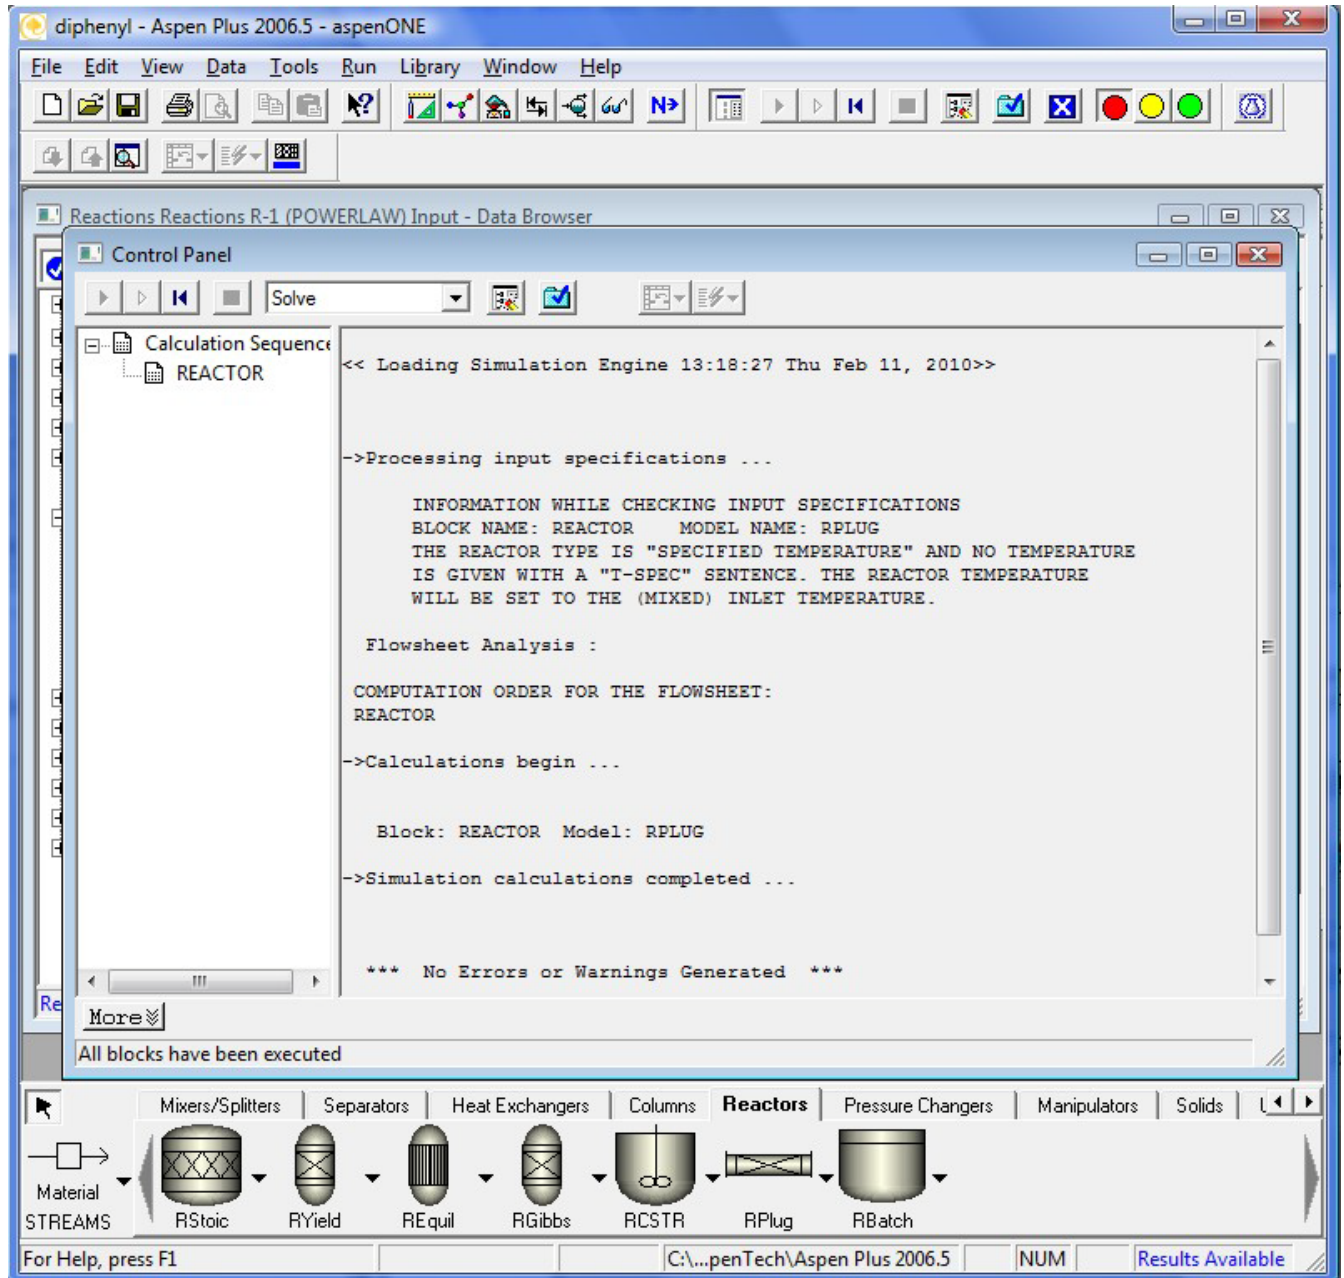 diphenyl - Aspen Plus 2006.5 - aspenONE
File Edit View Data Tools Run Library Window Help
N
Reactions Reactions R-1 (POWERLAW) Input - Data Browser
Control Panel
Solve
Calculation Sequence
REACTOR
<< Loading Simulation Engine 13:18:27 Thu Feb 11, 2010>>
->Processing input specifications ...
INFORMATION WHILE CHECKING INPUT SPECIFICATIONS
BLOCK NAME: REACTOR MODEL NAME: RPLUG
THE REACTOR TYPE IS "SPECIFIED TEMPERATURE" AND NO TEMPERATURE
IS GIVEN WITH A "T-SPEC" SENTENCE. THE REACTOR TEMPERATURE
WILL BE SET TO THE (MIXED) INLET TEMPERATURE.
Flowsheet Analysis :
COMPUTATION ORDER FOR THE FLOWSHEET:
REACTOR
->Calculations begin ...
Block: REACTOR Model: RPLUG
->Simulation calculations completed ...
*** No Errors or Warnings Generated ***
Re
More
All blocks have been executed
Mixers/Splitters Separators Heat Exchangers Columns Reactors Pressure Changers Manipulators Solids
Material
STREAMS RStoic RYield REquil RGibbs RCSTR RPlug RBatch
For Help, press F1 C:\...penTech\Aspen Plus 2006.5 NUM Results Available